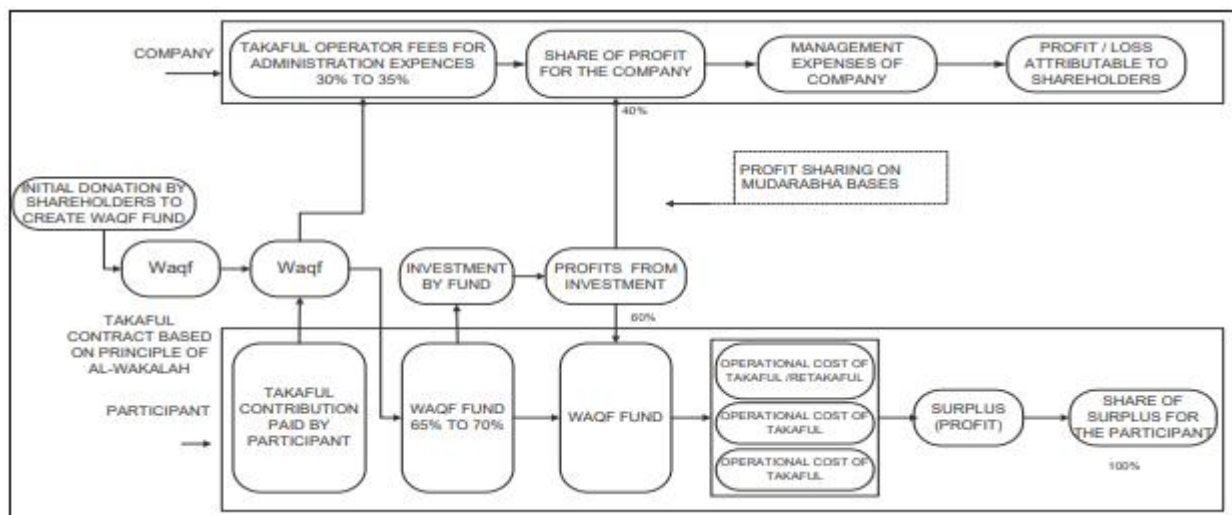 COMPANY
TAKAFUL OPERATOR FEES FOR
ADMINISTRATION EXPENCES
30% TO 35%
SHARE OF PROFIT
FOR THE COMPANY
MANAGEMENT
EXPENSES OF
COMPANY
PROFIT / LOSS
ATTRIBUTABLE TO
SHAREHOLDERS
40%
PROFIT SHARING ON
MUDARABHA BASES
INITIAL DONATION BY
SHAREHOLDERS TO
CREATE WAQF FUND
Waqf
Waqf
INVESTMENT
BY FUND
PROFITS FROM
INVESTMENT
60%
TAKAFUL
CONTRACT BASED
ON PRINCIPLE OF
AL-WAKALAH
PARTICIPANT
TAKAFUL
CONTRIBUTION
PAID BY
PARTICIPANT
WAQF FUND
65% TO 70%
WAQF FUND
OPERATIONAL COST OF
TAKAFUL /RETAKAFUL
OPERATIONAL COST OF
TAKAFUL
OPERATIONAL COST OF
TAKAFUL
SURPLUS
(PROFIT)
SHARE OF
SURPLUS FOR
THE PARTICIPANT
100%